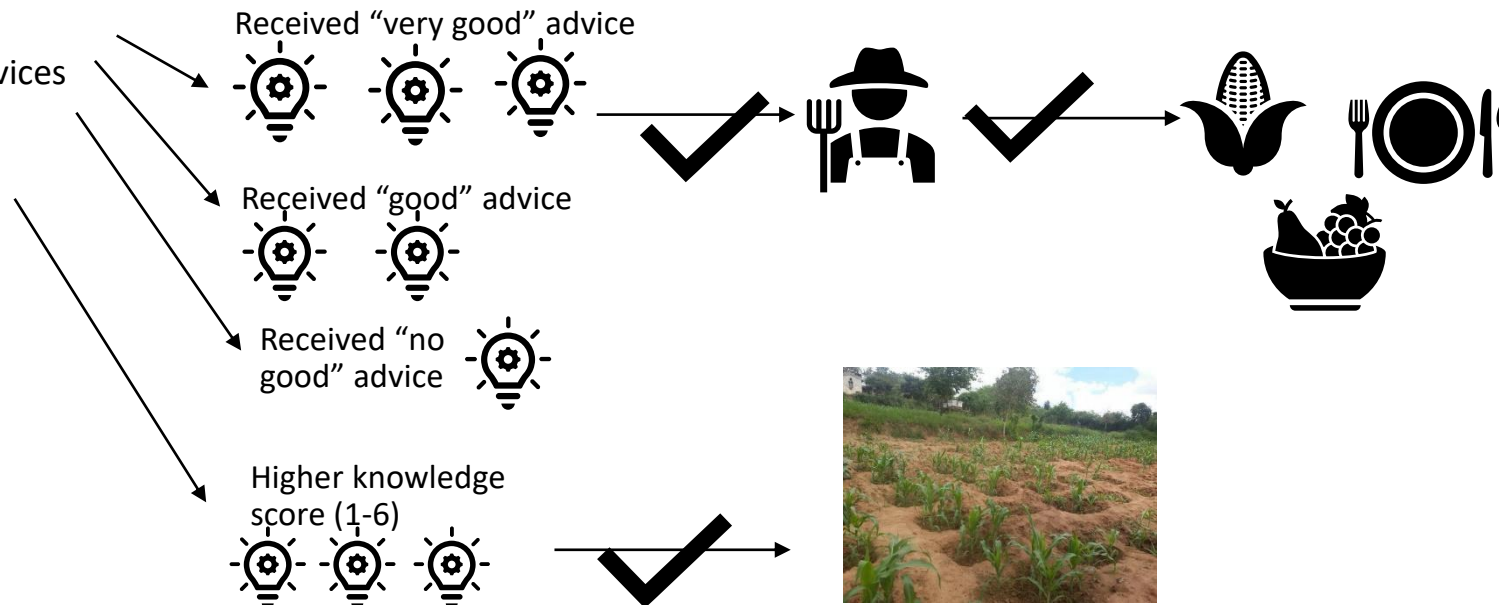 Received “very good” advice
vices
Received “good” advice
Received “no
good” advice
Higher knowledge
score (1-6)